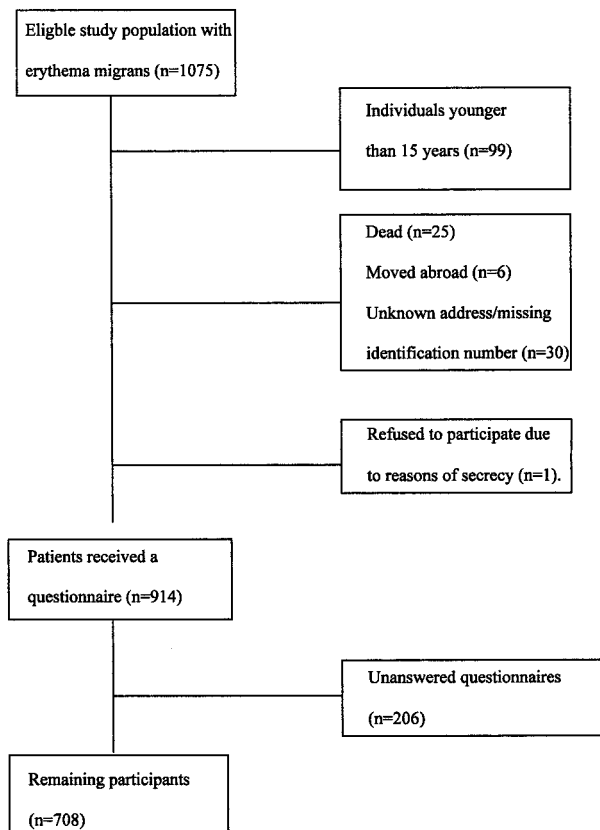 Eligble study population with
erythema migrans (n=1075)
Individuals younger
than 15 years (n=99)
Dead (n=25)
Moved abroad (n=6)
Unknown address/missing
identification number (n=30)
Refused to participate due
to reasons of secrecy (n=1).
Patients received a
questionnaire (n=914)
Unanswered questionnaires
(n=206)
Remaining participants
(n=708)